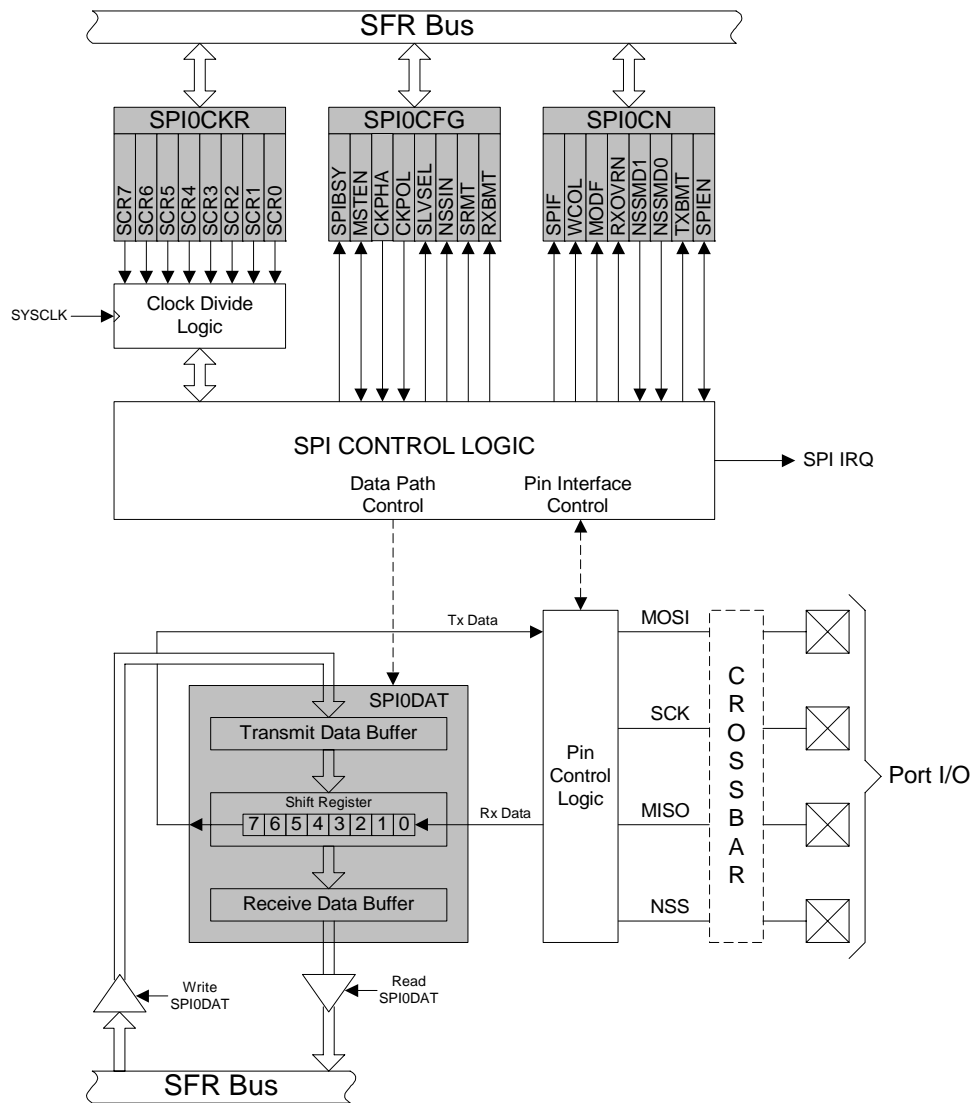 SFR Bus
SPI0CKR
SPI0CFG
SPI0CN
SCR7
SCR6
SCR5
SCR4
SCR3
SCR2
SCR1
SCR0
SPIBSY
MSTEN
CKPHA
CKPOL
SLVSEL
NSSIN
SRMT
RXBMT
SPIF
WCOL
MODF
RXOVRN
NSSMD1
NSSMD0
TXBMT
SPIEN
SYSCLK
Clock Divide
Logic
SPI CONTROL LOGIC
SPI IRQ
Data Path
Control
Pin Interface
Control
Tx Data
MOSI
SPI0DAT
Transmit Data Buffer
SCK
Shift Register
7 6 5 4 3 2 1 0
Rx Data
Pin
Control
Logic
MISO
CROSSBAR
Port I/O
Receive Data Buffer
NSS
Write
SPI0DAT
Read
SPI0DAT
SFR Bus